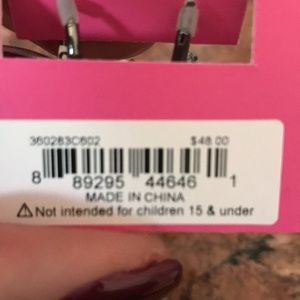 360283C602 $48.00
8 89295 44646 1
MADE IN CHINA
⚠Not intended for children 15 & under